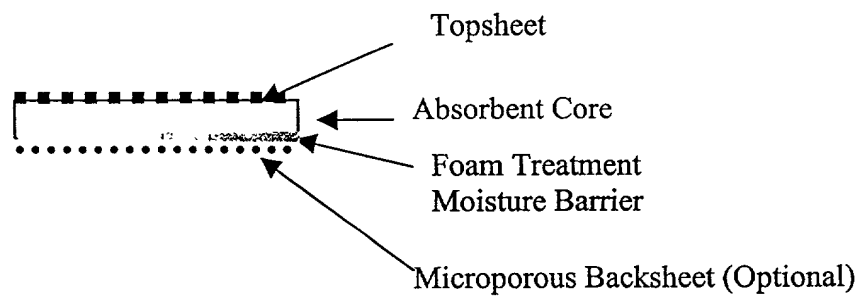 Topsheet
Absorbent Core
Foam Treatment
Moisture Barrier
Microporous Backsheet (Optional)